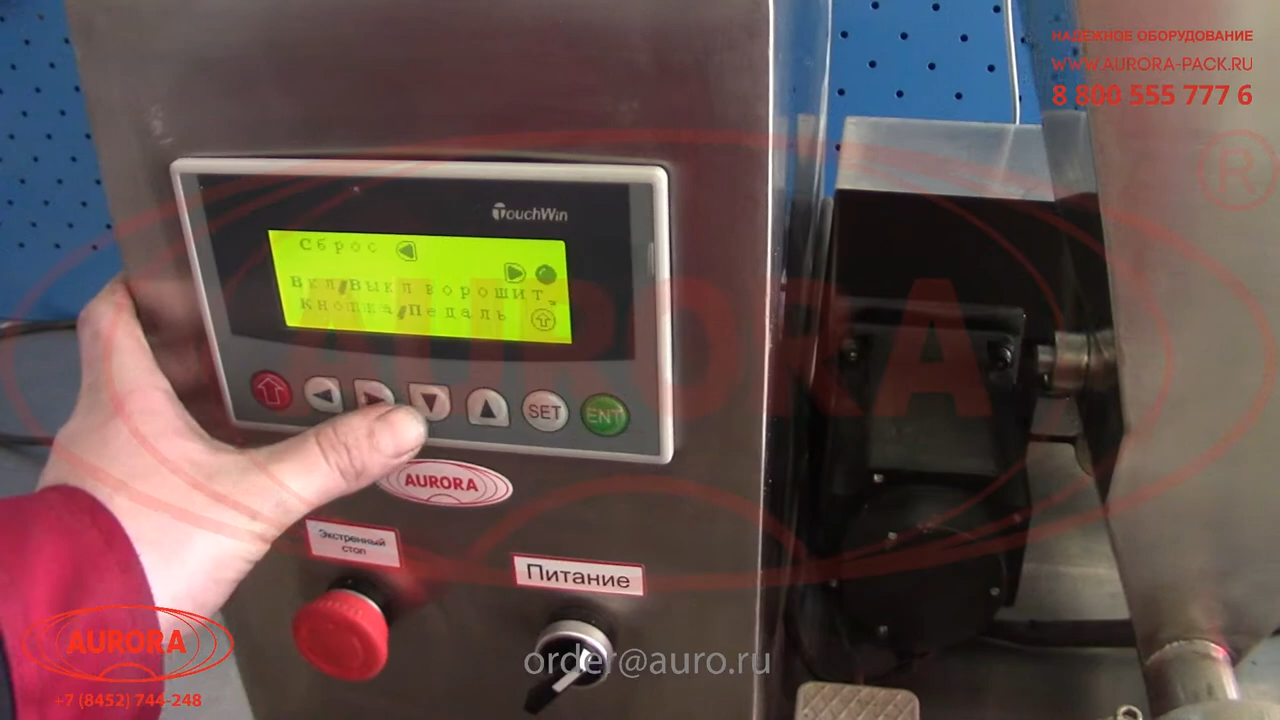 НАДЕЖНОЕ ОБОРУДОВАНИЕ
WWW.AURORA-PACK.RU
8 800 555 777 6
®
TouchWin
Сброс
Вкл/Выкл ворошит.
Кнопка/Педаль
SET
ENT
AURORA
AURORA
Экстренный
стоп
Питание
AURORA
+7 (8452) 744-248
order@auro.ru